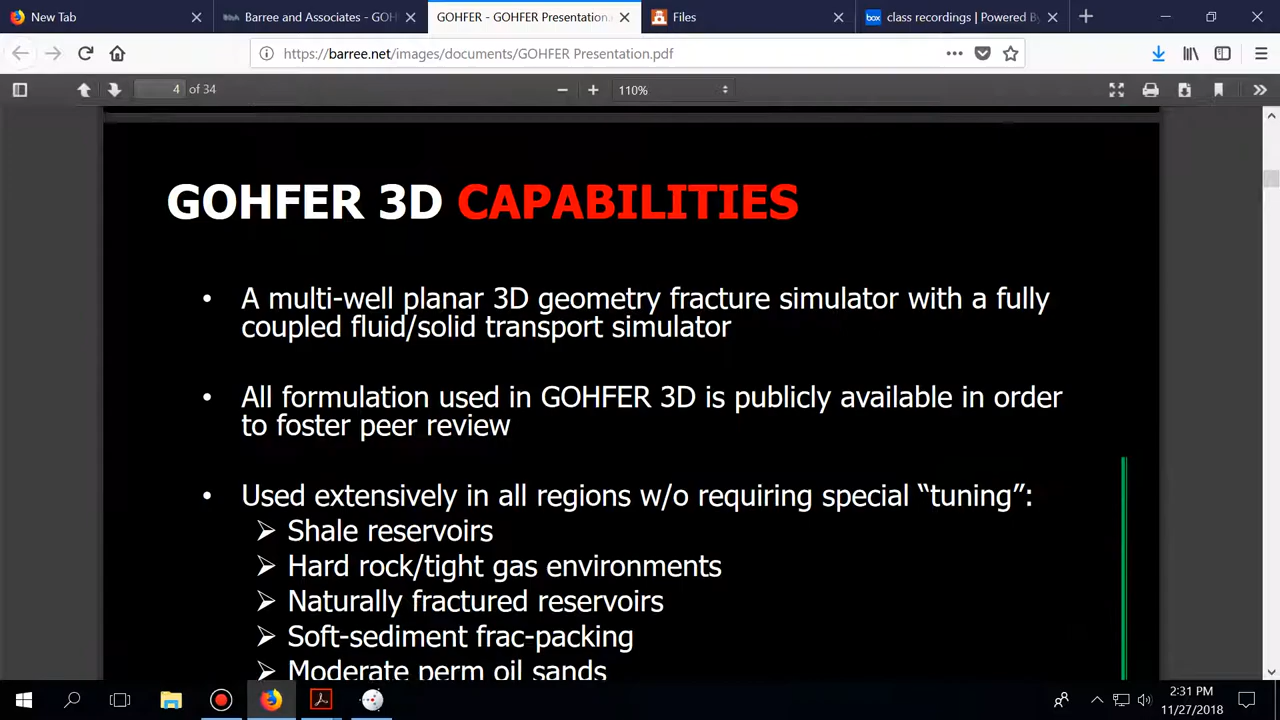 New Tab
Barree and Associates - GOH
GOHFER - GOHFER Presentation.
Files
class recordings | Powered By
https://barree.net/images/documents/GOHFER Presentation.pdf
4 of 34
110%
GOHFER 3D CAPABILITIES
• A multi-well planar 3D geometry fracture simulator with a fully
coupled fluid/solid transport simulator
• All formulation used in GOHFER 3D is publicly available in order
to foster peer review
• Used extensively in all regions w/o requiring special “tuning”:
➢ Shale reservoirs
➢ Hard rock/tight gas environments
➢ Naturally fractured reservoirs
➢ Soft-sediment frac-packing
➢ Moderate perm oil sands
2:31 PM
11/27/2018